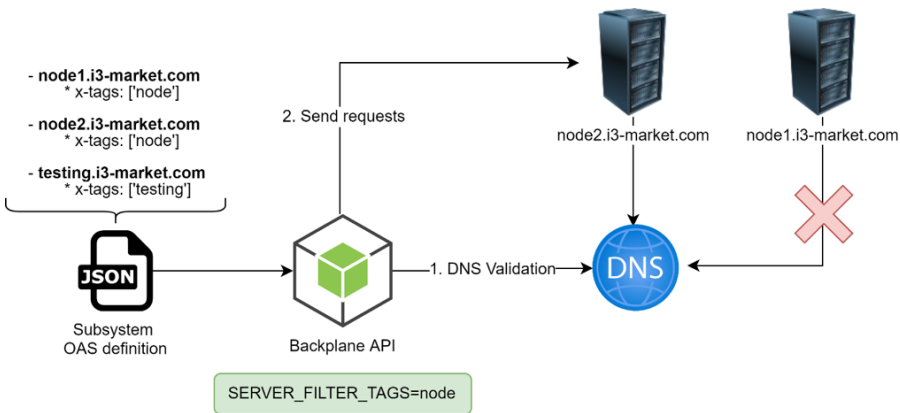 - node1.i3-market.com
* x-tags: ['node']
- node2.i3-market.com
* x-tags: ['node']
- testing.i3-market.com
* x-tags: ['testing']
2. Send requests
node2.i3-market.com
node1.i3-market.com
JSON
1. DNS Validation
DNS
Subsystem
OAS definition
Backplane API
SERVER_FILTER_TAGS=node